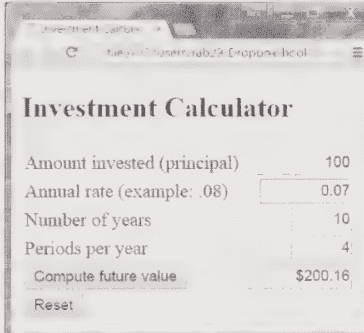 Investment Calculator
Amount invested (principal) 100
Annual rate (example: .08) 0.07
Number of years 10
Periods per year 4
Compute future value $200.16
Reset